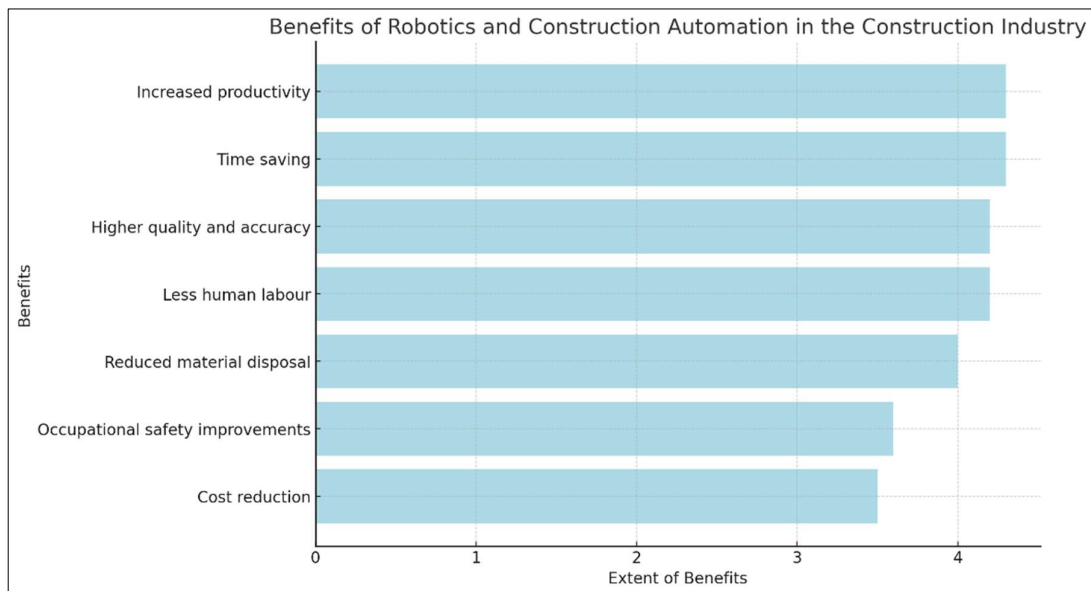 Benefits of Robotics and Construction Automation in the Construction Industry
Benefits
Increased productivity
Time saving
Higher quality and accuracy
Less human labour
Reduced material disposal
Occupational safety improvements
Cost reduction
0 1 2 3 4
Extent of Benefits